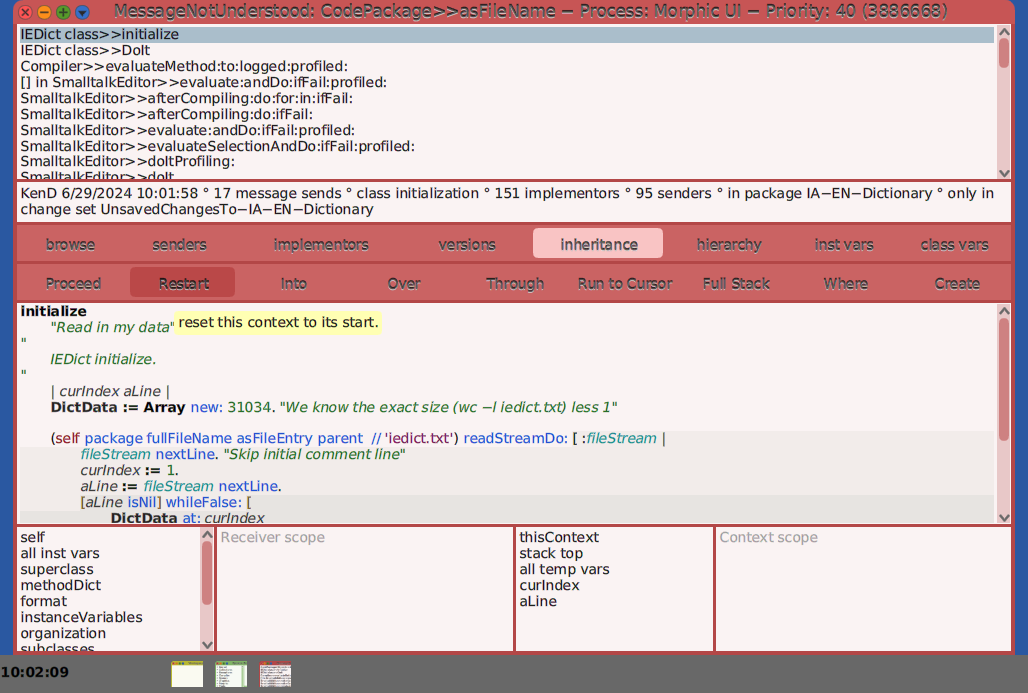 MessageNotUnderstood: CodePackage>>asFileName − Process: Morphic UI − Priority: 40 (3886668)
IEDict class>>initialize
IEDict class>>DoIt
Compiler>>evaluateMethod:to:logged:profiled:
[] in SmalltalkEditor>>evaluate:andDo:ifFail:profiled:
SmalltalkEditor>>afterCompiling:do:for:in:ifFail:
SmalltalkEditor>>afterCompiling:do:ifFail:
SmalltalkEditor>>evaluate:andDo:ifFail:profiled:
SmalltalkEditor>>evaluateSelectionAndDo:ifFail:profiled:
SmalltalkEditor>>doItProfiling:
SmalltalkEditor>>doIt
KenD 6/29/2024 10:01:58 ° 17 message sends ° class initialization ° 151 implementors ° 95 senders ° in package IA−EN−Dictionary ° only in
change set UnsavedChangesTo−IA−EN−Dictionary
browse senders implementors versions inheritance hierarchy inst vars class vars
Proceed Restart Into Over Through Run to Cursor Full Stack Where Create
initialize
"Read in my data"
reset this context to its start.
"
IEDict initialize.
"
| curIndex aLine |
DictData := Array new: 31034. "We know the exact size (wc −l iedict.txt) less 1"
(self package fullFileName asFileEntry parent // 'iedict.txt') readStreamDo: [ :fileStream |
fileStream nextLine. "Skip initial comment line"
curIndex := 1.
aLine := fileStream nextLine.
[aLine isNil] whileFalse: [
DictData at: curIndex
self
all inst vars
superclass
methodDict
format
instanceVariables
organization
subclasses
Receiver scope
thisContext
stack top
all temp vars
curIndex
aLine
Context scope
10:02:09